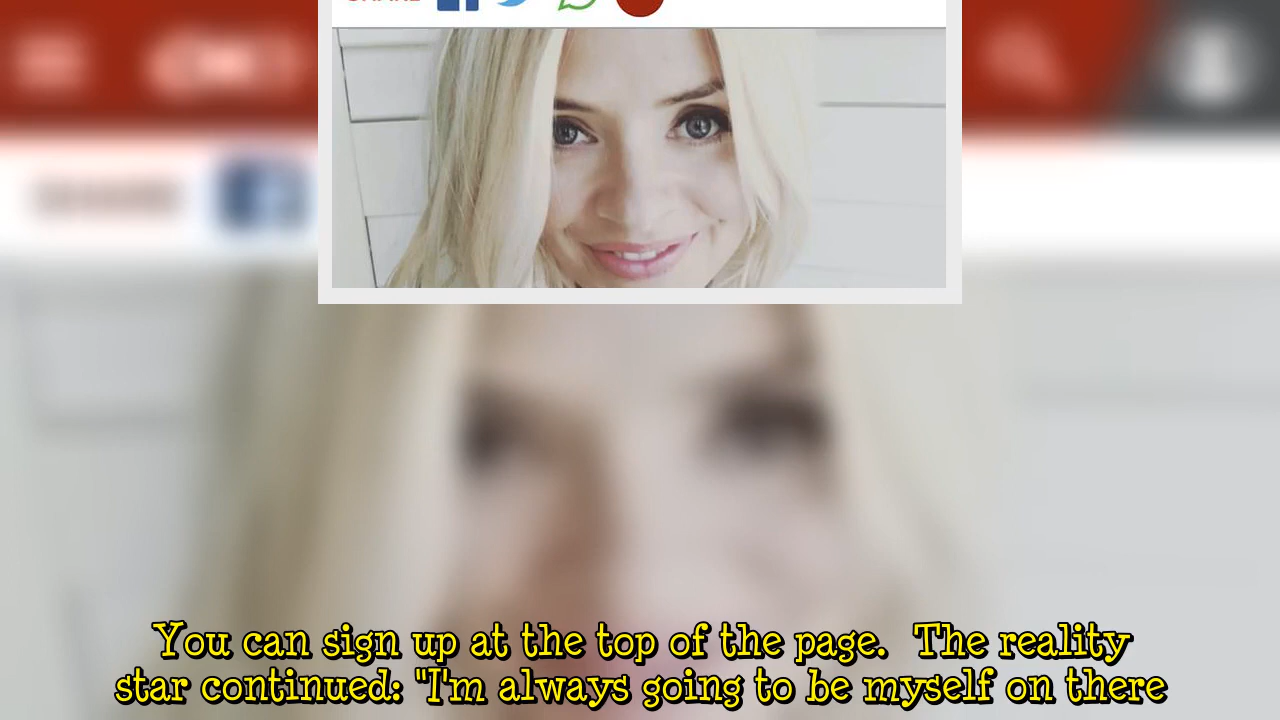 SHARE
You can sign up at the top of the page. The reality
star continued: "I'm always going to be myself on there